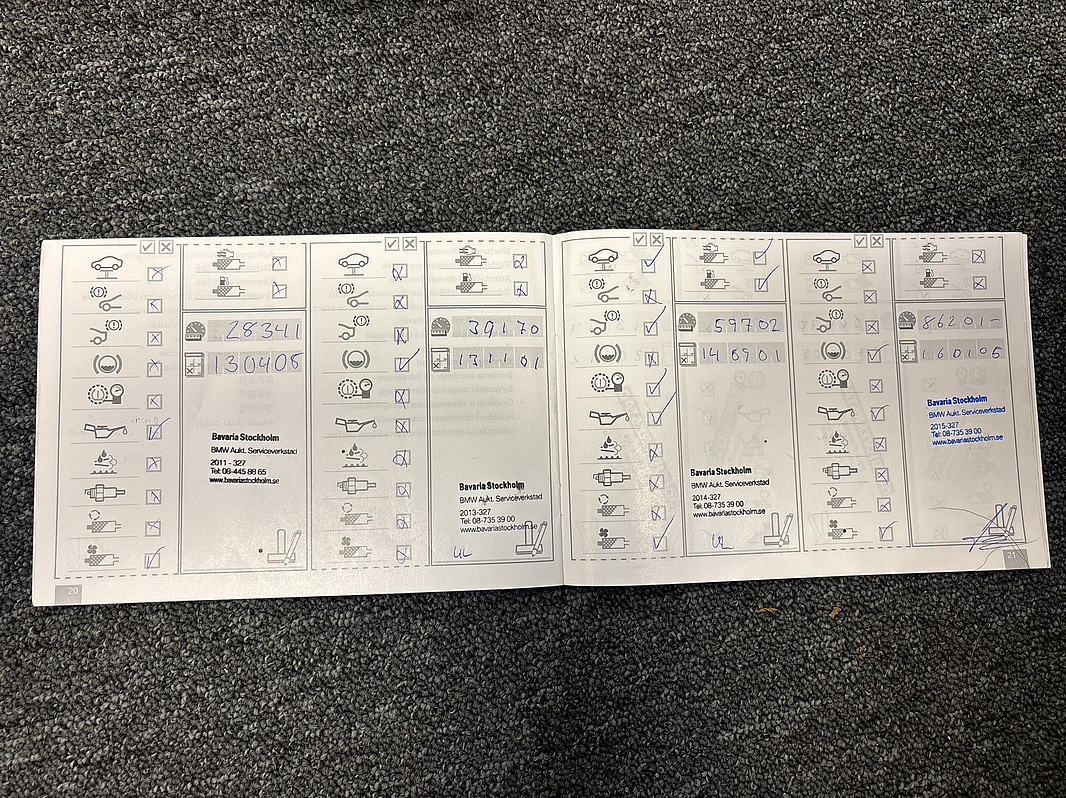 28341
130405
Bavaria Stockholm
BMW Aukt. Serviceverkstad
2011 - 327
Tel: 08-445 88 65
www.bavariastockholm.se
20
39170
131101
Bavaria Stockholm
BMW Aukt. Serviceverkstad
2013-327
Tel: 08-735 39 00
www.bavariastockholm.se
UL
59702
140901
Bavaria Stockholm
BMW Aukt. Serviceverkstad
2014-327
Tel: 08-735 39 00
www.bavariastockholm.se
UL
86201-
160105
Bavaria Stockholm
BMW Aukt. Serviceverkstad
2015-327
Tel: 08-735 39 00
www.bavariastockholm.se
21